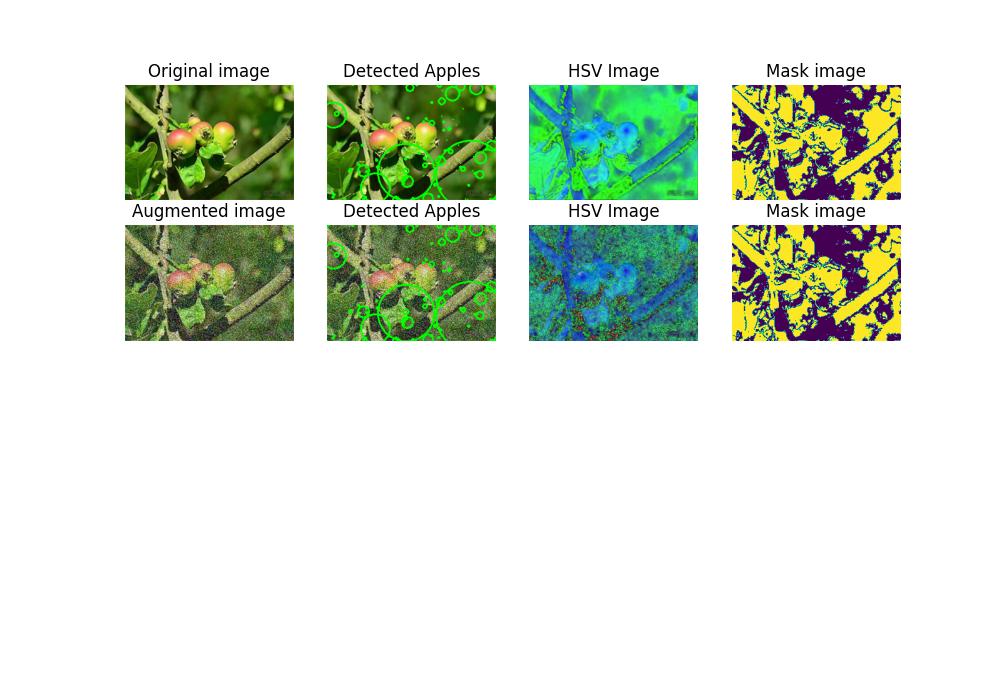 Original image
Detected Apples
HSV Image
Mask image
Augmented image
Detected Apples
HSV Image
Mask image